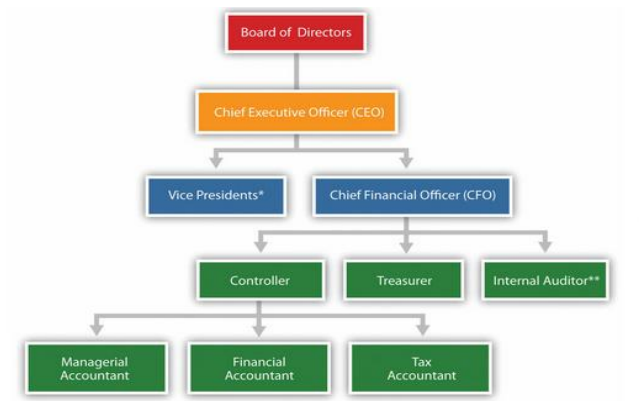 Board of Directors
Chief Executive Officer (CEO)
Vice Presidents*
Chief Financial Officer (CFO)
Controller
Treasurer
Internal Auditor**
Managerial
Accountant
Financial
Accountant
Tax
Accountant